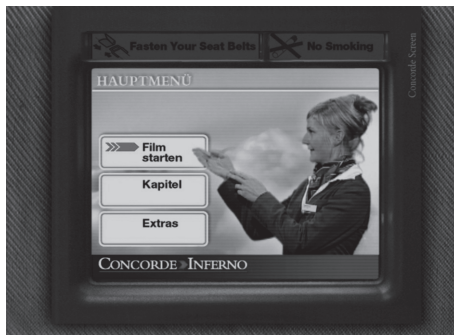 Fasten Your Seat Belts
No Smoking
Concorde Screen
HAUPTMENÜ
Film
starten
Kapitel
Extras
CONCORDE INFERNO